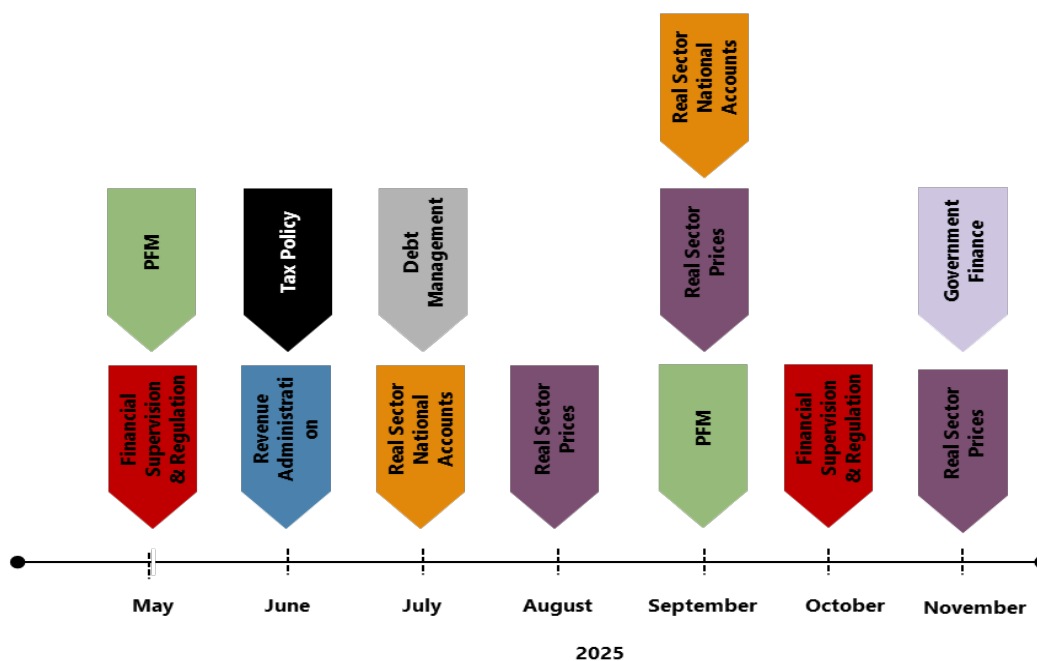 Real Sector
National
Accounts
PFM
Tax Policy
Debt
Management
Real Sector
Prices
Government
Finance
Financial
Supervision
& Regulation
Revenue
Administrati
on
Real Sector
National
Accounts
Real Sector
Prices
PFM
Financial
Supervision
& Regulation
Real Sector
Prices
May
June
July
August
September
October
November
2025